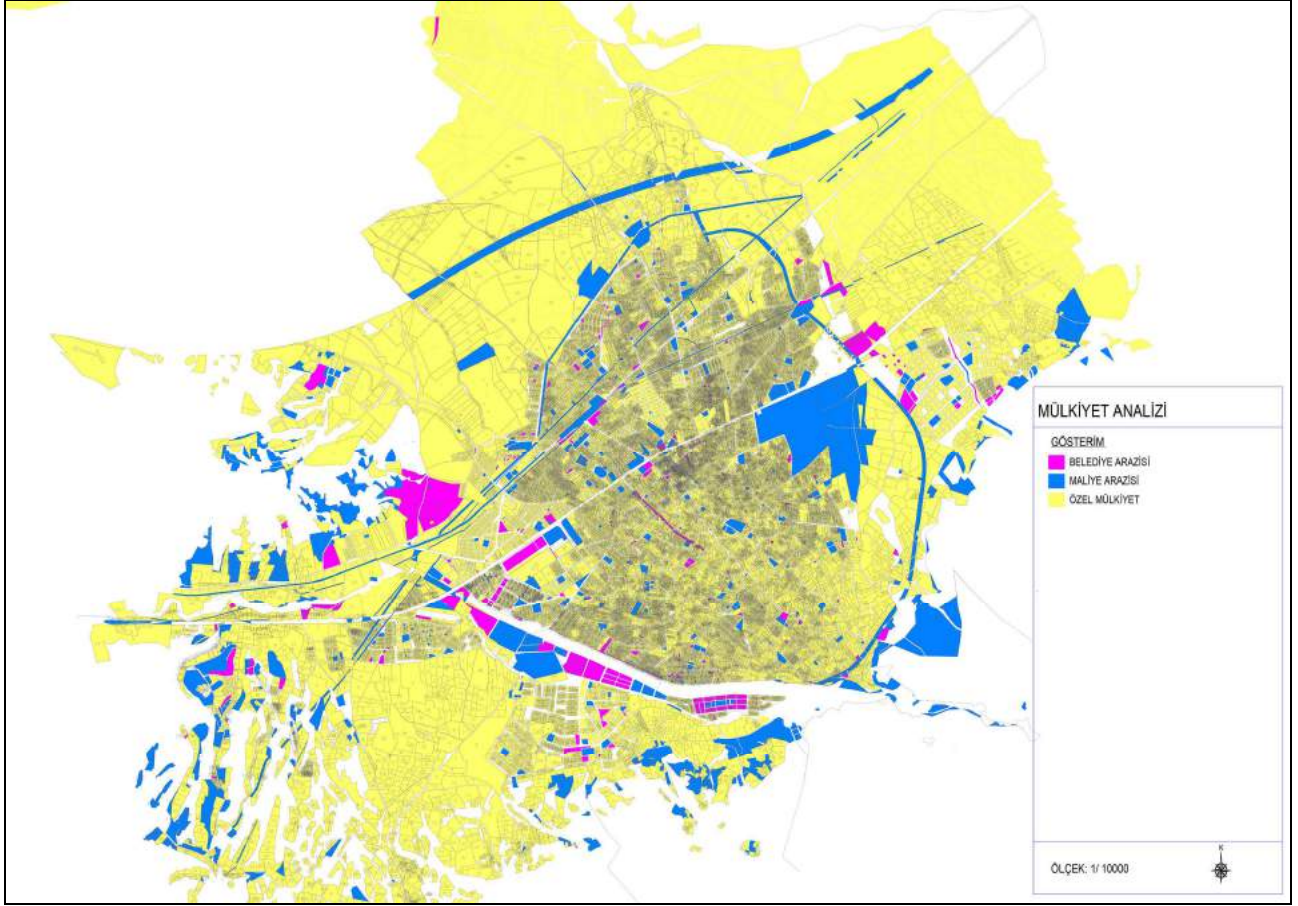 MÜLKİYET ANALİZİ
GÖSTERİM
BELEDİYE ARAZİSİ
MALİYE ARAZİSİ
ÖZEL MÜLKİYET
K
ÖLÇEK: 1/ 10000